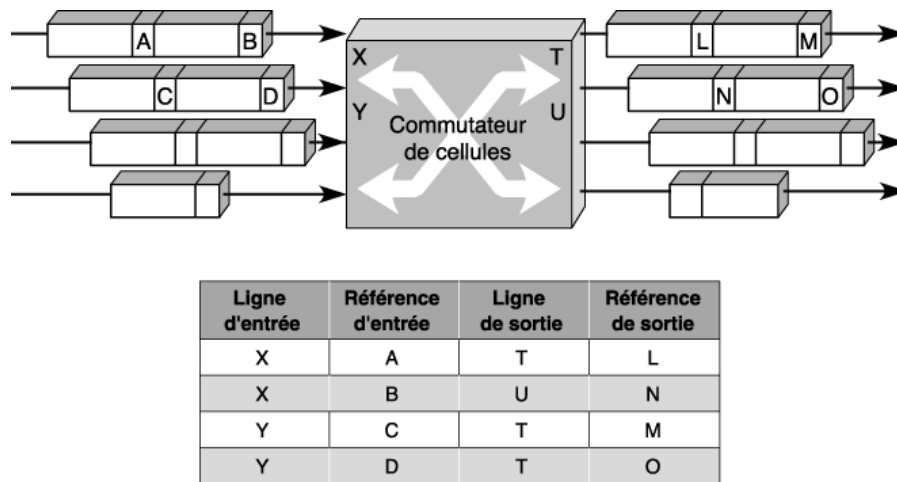 A B
L M
X T
C D
N O
Y U
Commutateur
de cellules
Ligne d'entrée Référence d'entrée Ligne de sortie Référence de sortie
X A T L
X B U N
Y C T M
Y D T O